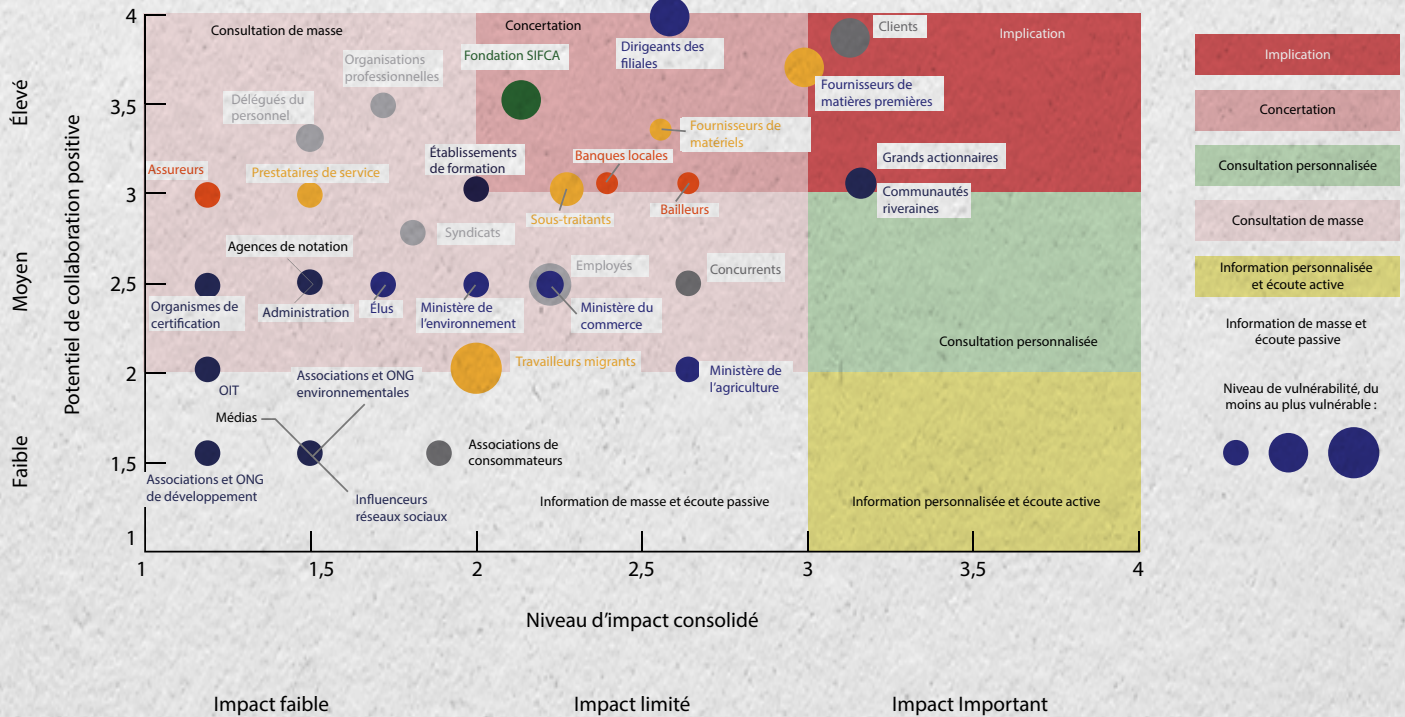 4
Consultation de masse
Concertation
Implication
Clients
Dirigeants des
filiales
Fondation SIFCA
Organisations
professionnelles
Fournisseurs de
matières premières
Élevé
3,5
Délégués du
personnel
Fournisseurs de
matériels
Établissements
de formation
Banques locales
Grands actionnaires
Assureurs
Prestataires de service
3
Sous-traitants
Bailleurs
Communautés
riveraines
Potentiel de collaboration positive
Syndicats
Agences de notation
Moyen
2,5
Employés
Concurrents
Organismes de
certification
Administration
Élus
Ministère de
l’environnement
Ministère du
commerce
Consultation personnalisée
2
Travailleurs migrants
Ministère de
l’agriculture
OIT
Associations et ONG
environnementales
Médias
Faible
1,5
Associations de
consommateurs
Associations et ONG
de développement
Influenceurs
réseaux sociaux
Information de masse et écoute passive
Information personnalisée et écoute active
1
1
1,5
2
2,5
3
3,5
4
Niveau d’impact consolidé
Impact faible
Impact limité
Impact Important
Implication
Concertation
Consultation personnalisée
Consultation de masse
Information personnalisée
et écoute active
Information de masse et
écoute passive
Niveau de vulnérabilité, du
moins au plus vulnérable :